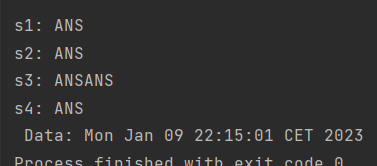 s1: ANS
s2: ANS
s3: ANSANS
s4: ANS
Data: Mon Jan 09 22:15:01 CET 2023
Process finished with exit code 0